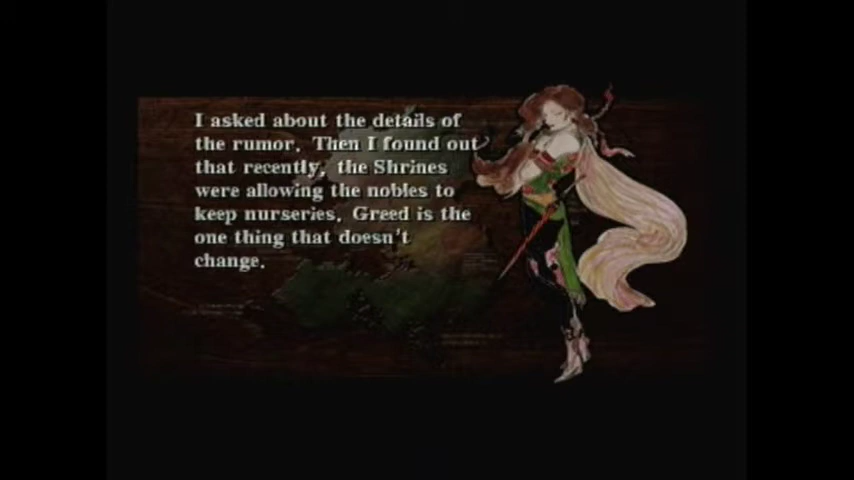 I asked about the details of
the rumor. Then I found out
that recently, the Shrines
were allowing the nobles to
keep nurseries. Greed is the
one thing that doesn't
change.